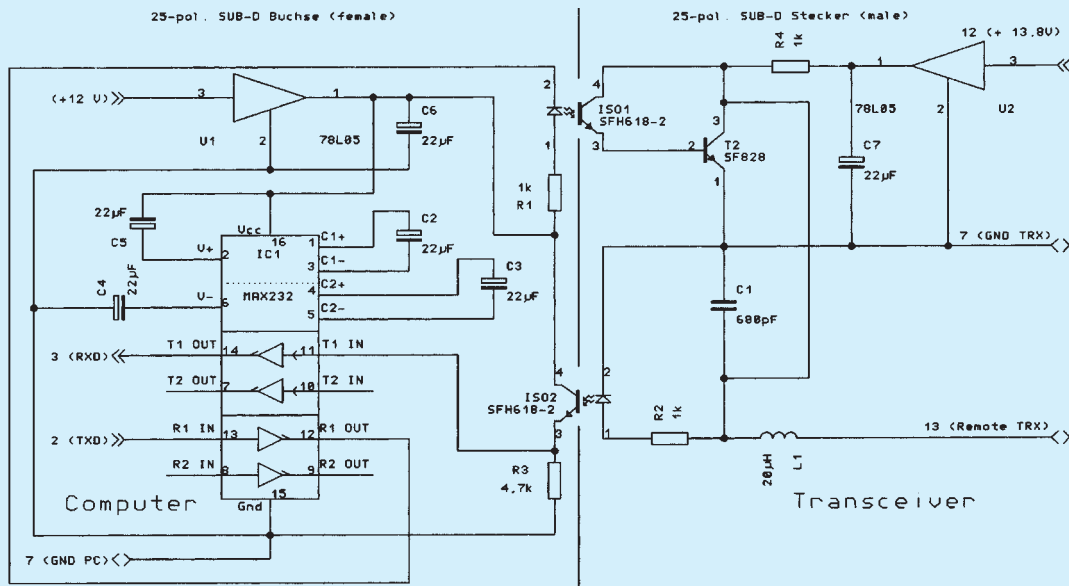 25-pol. SUB-D Buchse (female)
25-pol. SUB-D Stecker (male)
12 (+ 13.8V)
R4
1k
1
3
2
78L05
U2
(+12 V)
3
1
U1
2
78L05
C6
22µF
2
1
4
3
ISO1
SFH618-2
3
2
1
T2
SF828
C7
22µF
1k
R1
22µF
C5
Vcc
16
IC1
V+
2
1
C1+
3
C1-
C2
22µF
C4
22µF
V-
6
MAX232
C2+
4
C2-
5
C3
22µF
7 (GND TRX)
C1
680pF
3 (RXD)
T1 OUT
14
11
T1 IN
T2 OUT
7
10
T2 IN
4
2
ISO2
SFH618-2
3
1
R2
1k
2 (TXD)
R1 IN
13
12
R1 OUT
R2 IN
8
9
R2 OUT
15
Gnd
R3
4,7k
20µH
L1
13 (Remote TRX)
Computer
Transceiver
7 (GND PC)